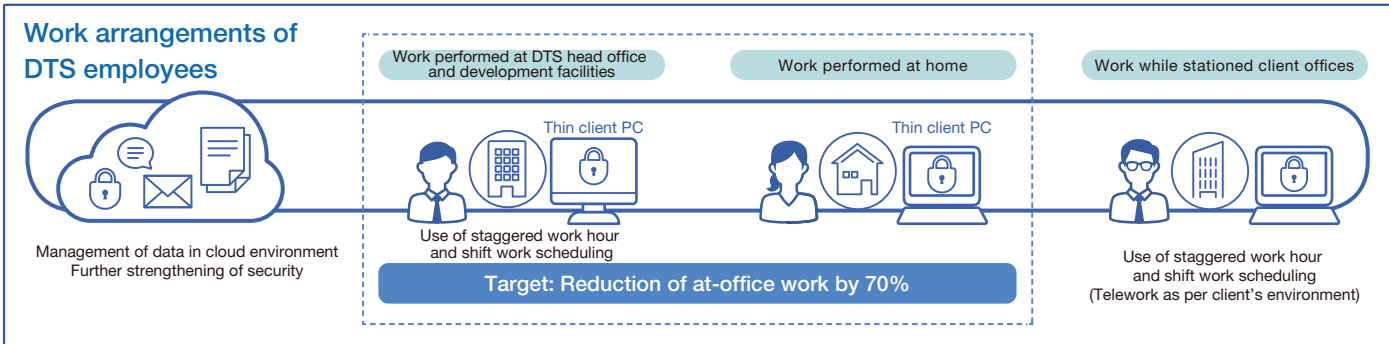 Work arrangements of
DTS employees
Work performed at DTS head office
and development facilities
Work performed at home
Work while stationed client offices
Thin client PC
Thin client PC
Management of data in cloud environment
Further strengthening of security
Use of staggered work hour
and shift work scheduling
Target: Reduction of at-office work by 70%
Use of staggered work hour
and shift work scheduling
(Telework as per client's environment)